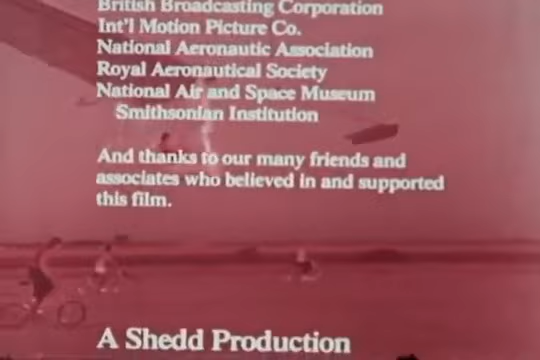 British Broadcasting Corporation
Int'l Motion Picture Co.
National Aeronautic Association
Royal Aeronautical Society
National Air and Space Museum
Smithsonian Institution
And thanks to our many friends and
associates who believed in and supported
this film.
A Shedd Production